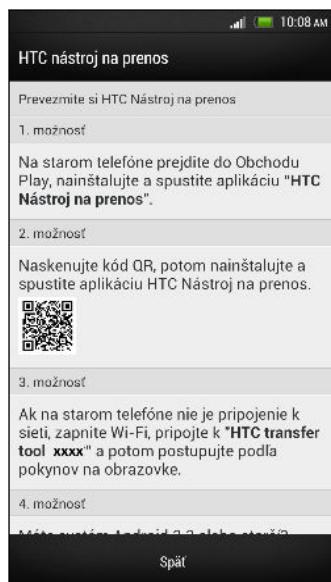 10:08 AM
HTC nástroj na prenos
Prevezmite si HTC Nástroj na prenos
1. možnosť
Na starom telefóne prejdite do Obchodu
Play, nainštalujte a spustite aplikáciu "HTC
Nástroj na prenos".
2. možnosť
Naskenujte kód QR, potom nainštalujte a
spustite aplikáciu HTC Nástroj na prenos.
3. možnosť
Ak na starom telefóne nie je pripojenie k
sieti, zapnite Wi-Fi, pripojte k "HTC transfer
tool xxxx" a potom postupujte podľa
pokynov na obrazovke.
4. možnosť
Späť